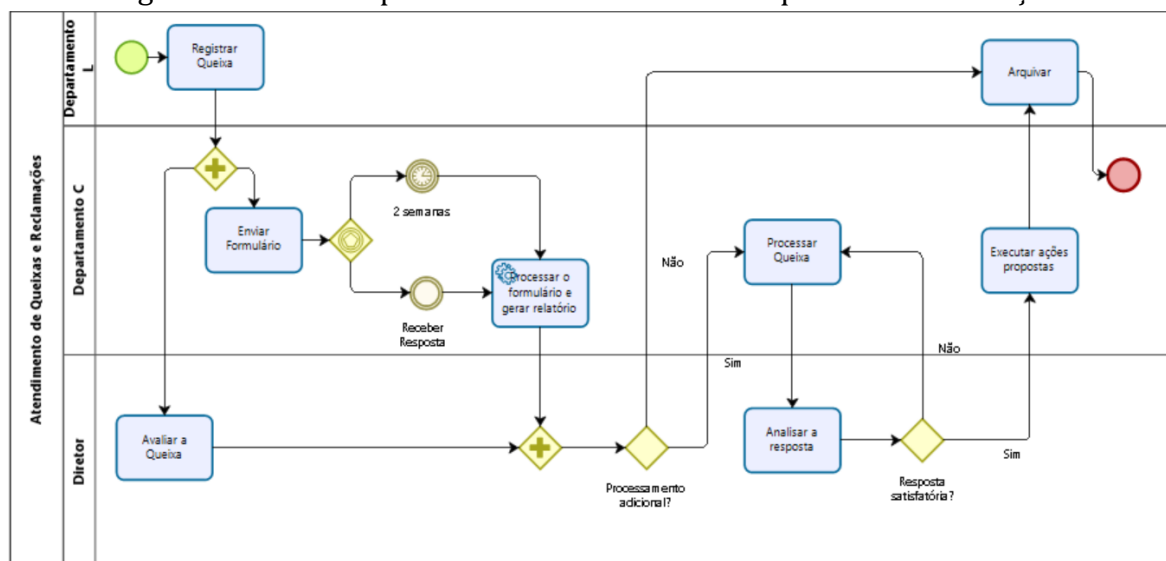 Atendimento de Queixas e Reclamações
Departamento
L
Registrar
Queixa
Arquivar
Departamento C
Enviar
Formulário
2 semanas
Receber
Resposta
Processar o
formulário e
gerar relatório
Não
Processar
Queixa
Sim
Não
Executar ações
propostas
Diretor
Avaliar a
Queixa
Processamento
adicional?
Analisar a
resposta
Resposta
satisfatória?
Sim